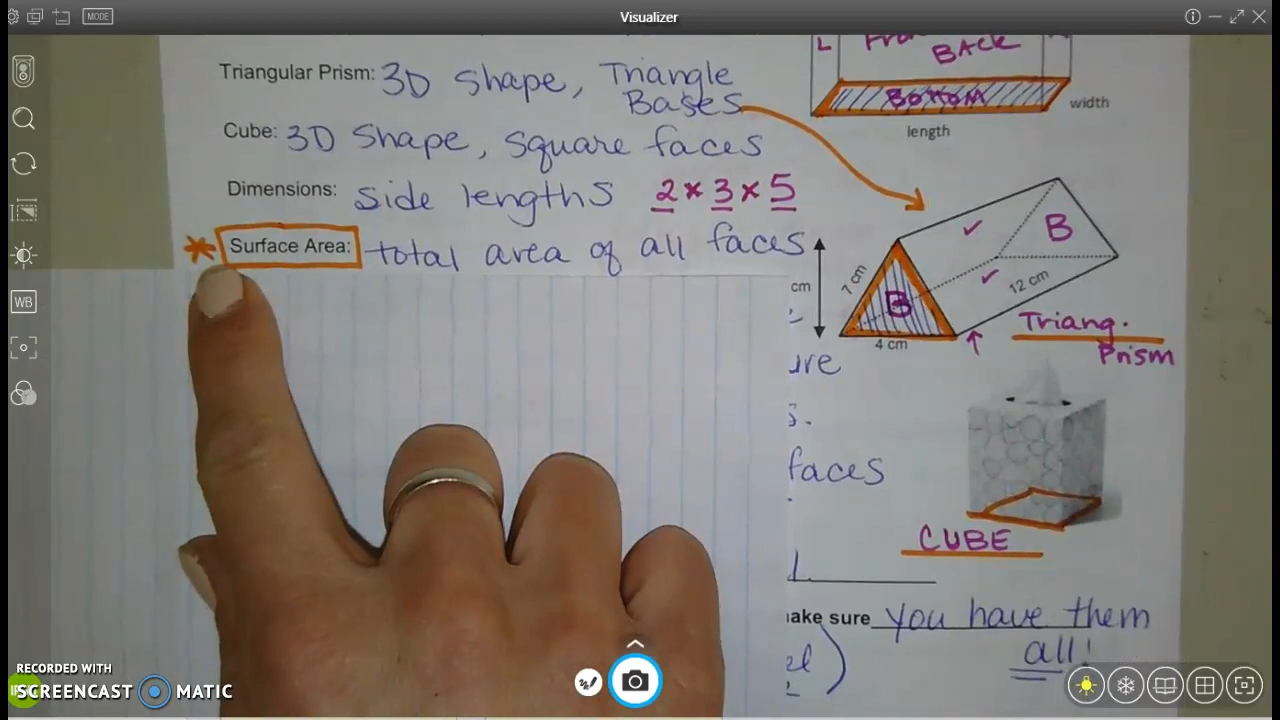 Visualizer
MODE
WB
L
BACK
BOTTOM
width
length
Triangular Prism: 3D Shape, Triangle
Bases
Cube: 3D Shape, square faces
Dimensions: side lengths 2 × 3 × 5
* Surface Area: total area of all faces
cm
7 cm
B
B
12 cm
4 cm
Triang.
Prism
ure
s.
faces
CUBE
ake sure you have them
all!
RECORDED WITH
SCREENCAST MATIC